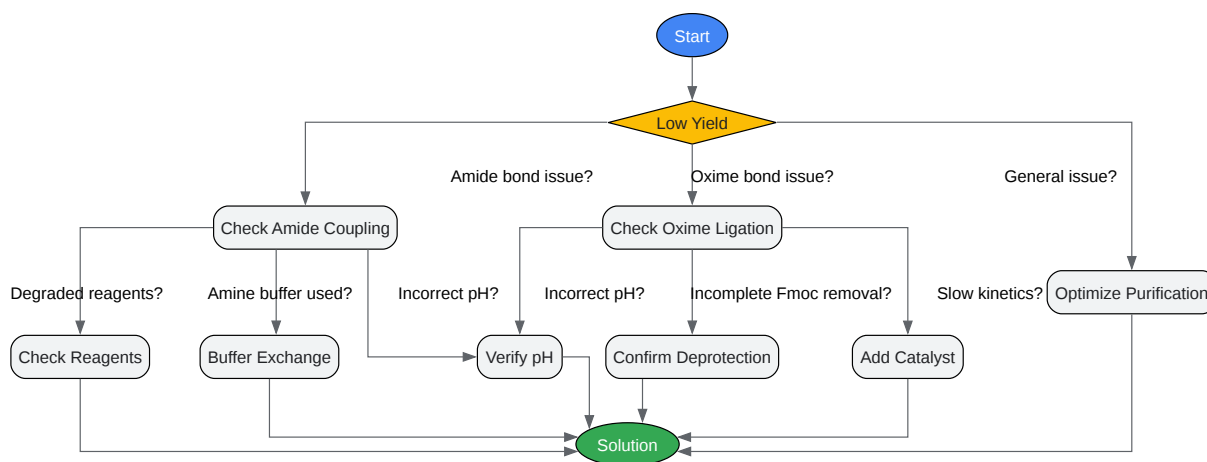 Start
Low Yield
Amide bond issue?
Oxime bond issue?
General issue?
Check Amide Coupling
Check Oxime Ligation
Degraded reagents?
Amine buffer used?
Incorrect pH?
Incorrect pH?
Incomplete Fmoc removal?
Slow kinetics?
Optimize Purification
Check Reagents
Buffer Exchange
Verify pH
Confirm Deprotection
Add Catalyst
Solution